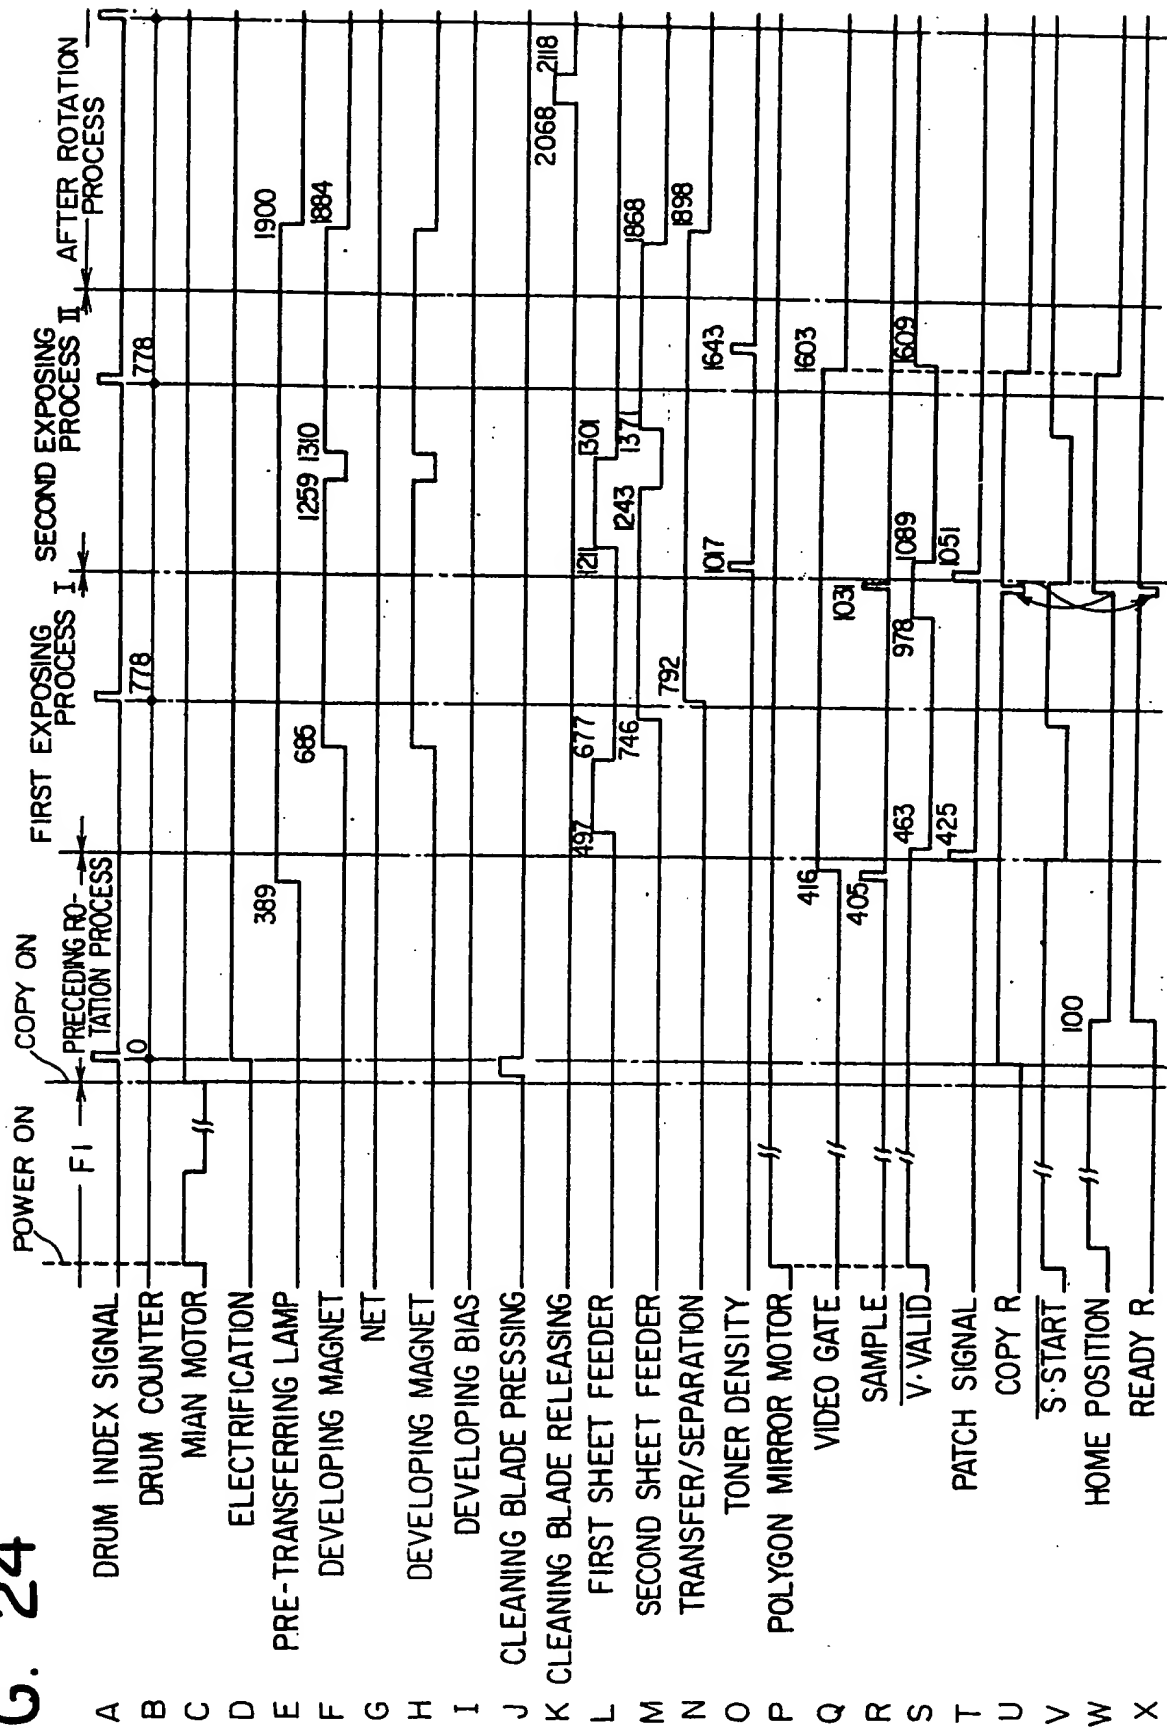 G. 24
POWER ON
COPY ON
F1
PRECEDING RO-
TATION PROCESS
FIRST EXPOSING
PROCESS I
SECOND EXPOSING
PROCESS II
AFTER ROTATION
PROCESS
A DRUM INDEX SIGNAL
B DRUM COUNTER 10 778 778
C MIAN MOTOR
D ELECTRIFICATION
E PRE-TRANSFERRING LAMP 389 1900
F DEVELOPING MAGNET 685 1259 1310 1884
G NET
H DEVELOPING MAGNET
I DEVELOPING BIAS
J CLEANING BLADE PRESSING
K CLEANING BLADE RELEASING 2068 2118
L FIRST SHEET FEEDER 497 677 1211 1301
M SECOND SHEET FEEDER 746 1243 1371 1868
N TRANSFER/SEPARATION 792 1898
O TONER DENSITY 1017 1643
P POLYGON MIRROR MOTOR
Q VIDEO GATE 416 1603
R SAMPLE 405 1031
S V·VALID 463 978 1089 1609
T PATCH SIGNAL 425 1051
U COPY R
V S·START
W HOME POSITION 100
X READY R